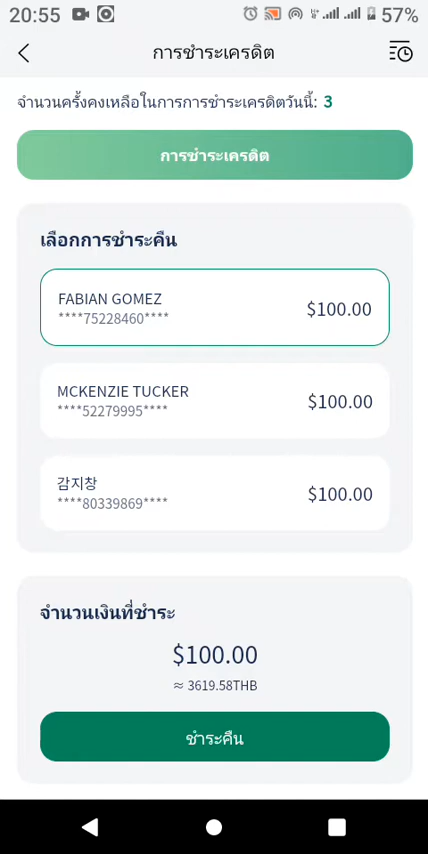 20:55
57%
การชำระเครดิต
จำนวนครั้งคงเหลือในการการชำระเครดิตวันนี้: 3
การชำระเครดิต
เลือกการชำระคืน
FABIAN GOMEZ
$100.00
****75228460****
MCKENZIE TUCKER
$100.00
****52279995****
감지창
$100.00
****80339869****
จำนวนเงินที่ชำระ
$100.00
≈ 3619.58THB
ชำระคืน